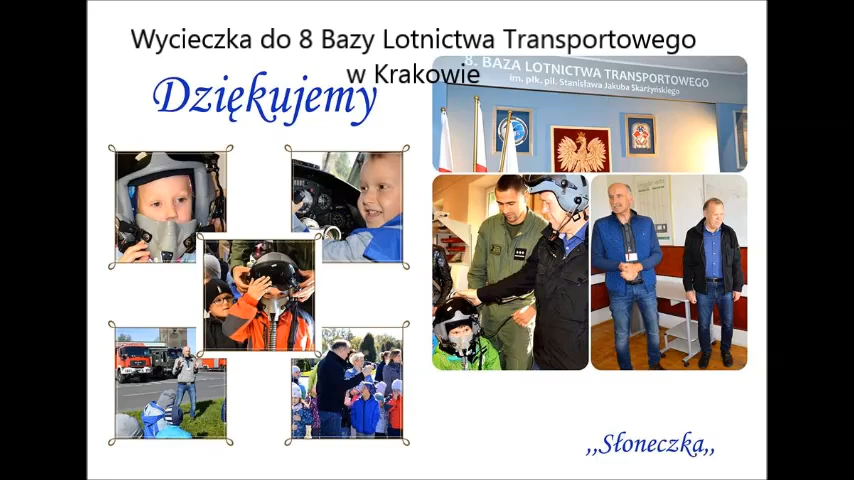 Wycieczka do 8 Bazy Lotnictwa Transportowego
w Krakowie
Dziękujemy
8. BAZA LOTNICTWA TRANSPORTOWEGO
im. płk. pil. Stanisława Jakuba Skarżyńskiego
,,Słoneczka,,